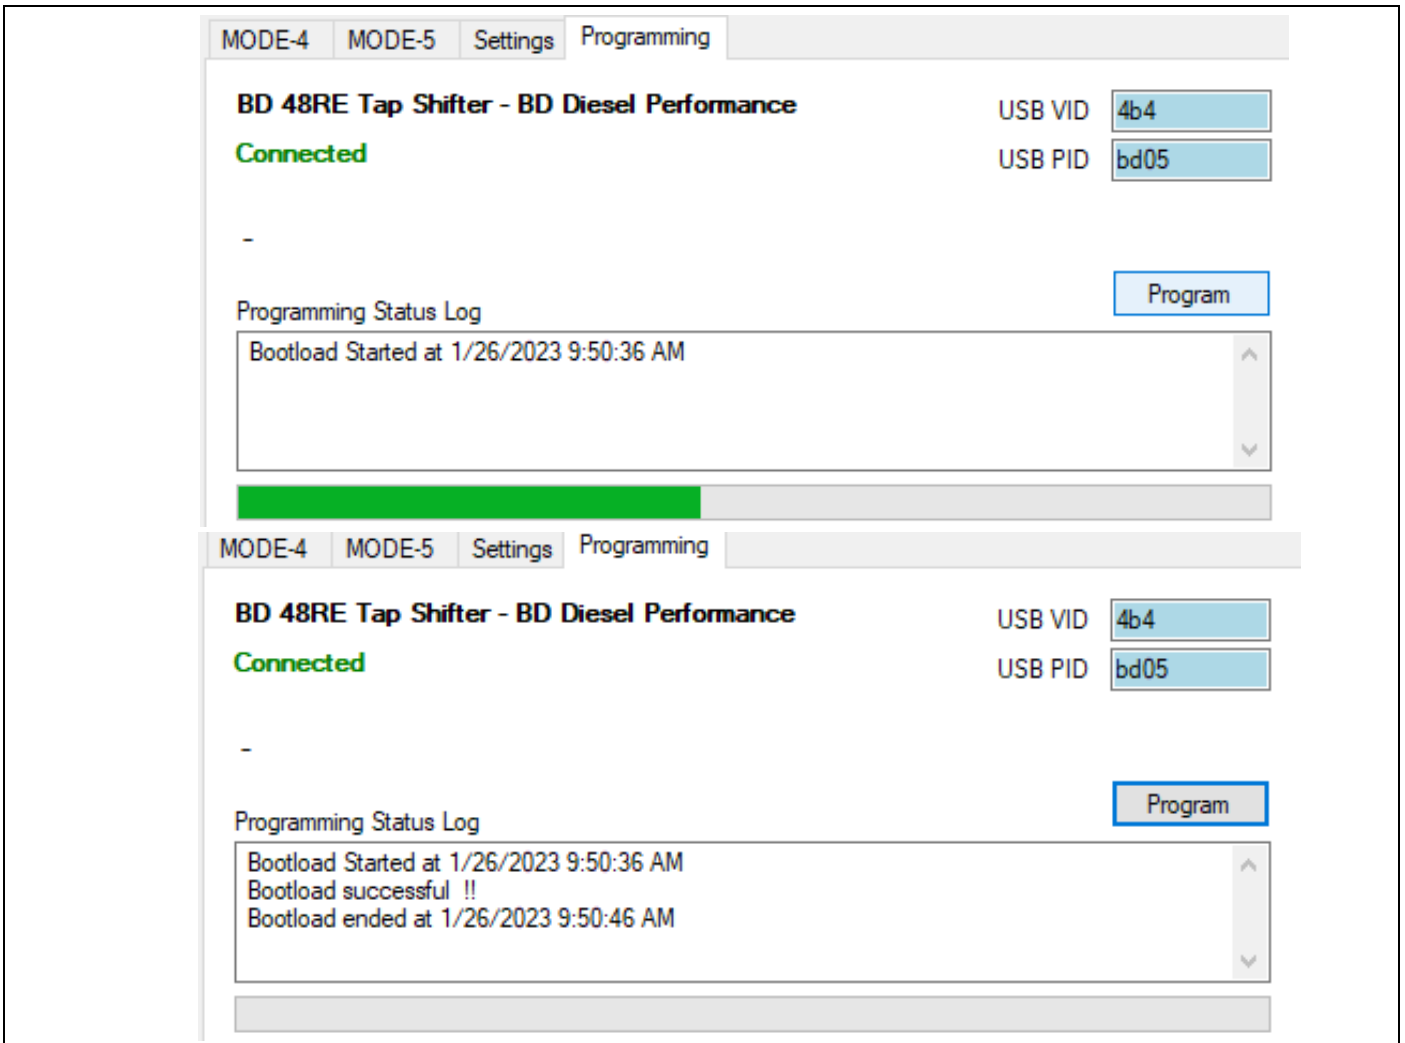 MODE-4 MODE-5 Settings Programming
BD 48RE Tap Shifter - BD Diesel Performance USB VID 4b4
Connected USB PID bd05
-
Program
Programming Status Log
Bootload Started at 1/26/2023 9:50:36 AM
MODE-4 MODE-5 Settings Programming
BD 48RE Tap Shifter - BD Diesel Performance USB VID 4b4
Connected USB PID bd05
-
Program
Programming Status Log
Bootload Started at 1/26/2023 9:50:36 AM
Bootload successful !!
Bootload ended at 1/26/2023 9:50:46 AM